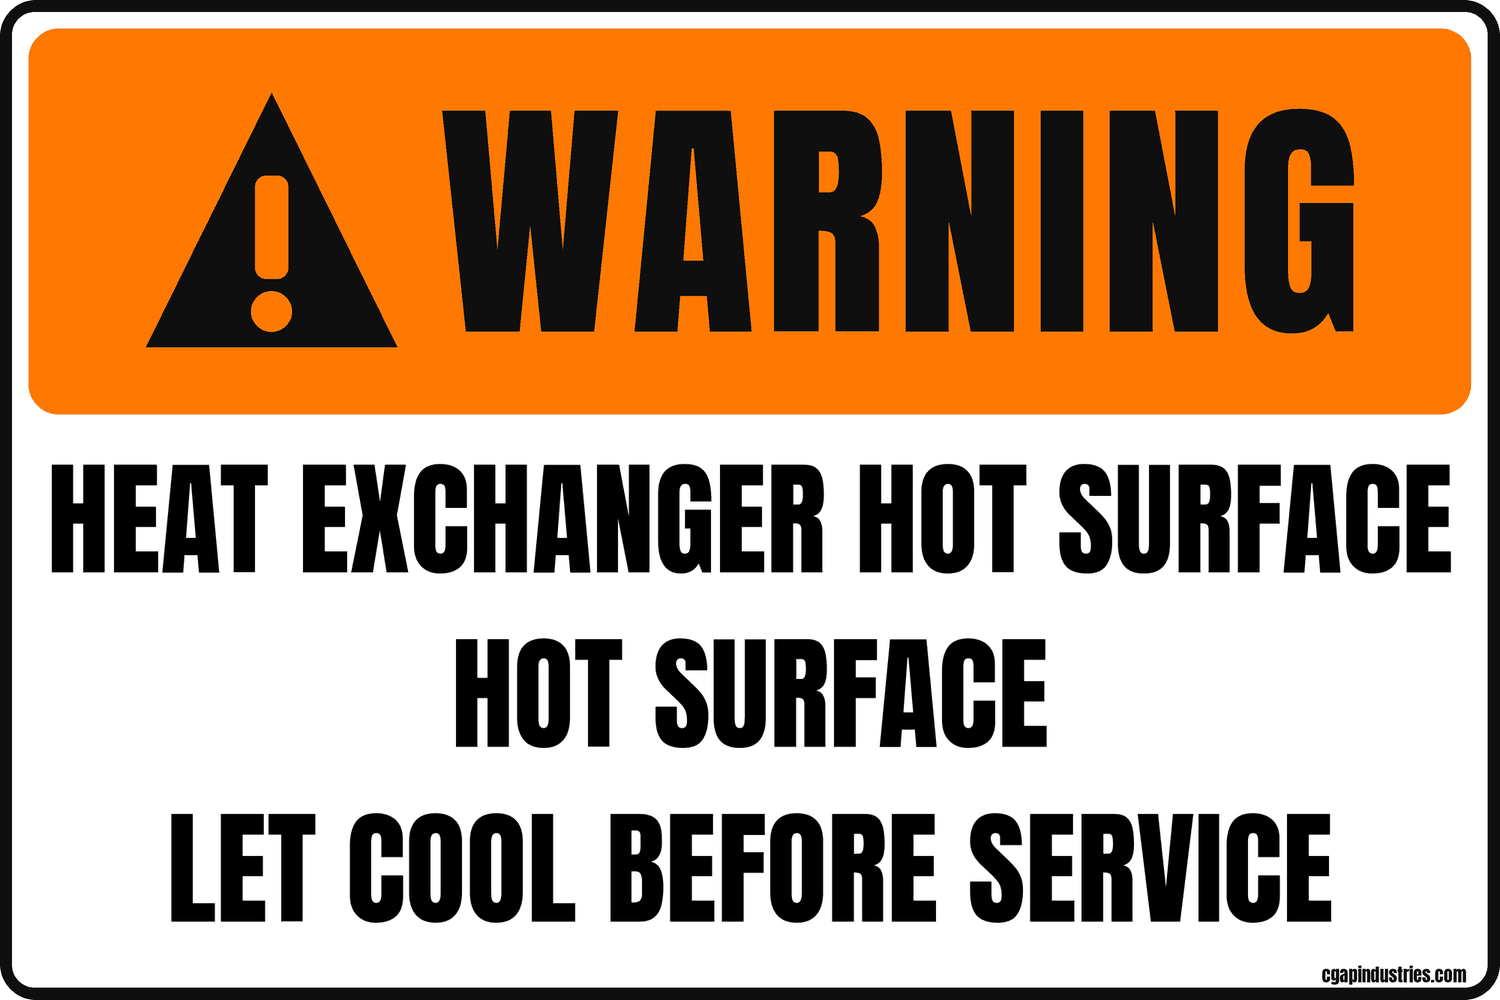 WARNING
HEAT EXCHANGER HOT SURFACE
HOT SURFACE
LET COOL BEFORE SERVICE
cgapindustries.com